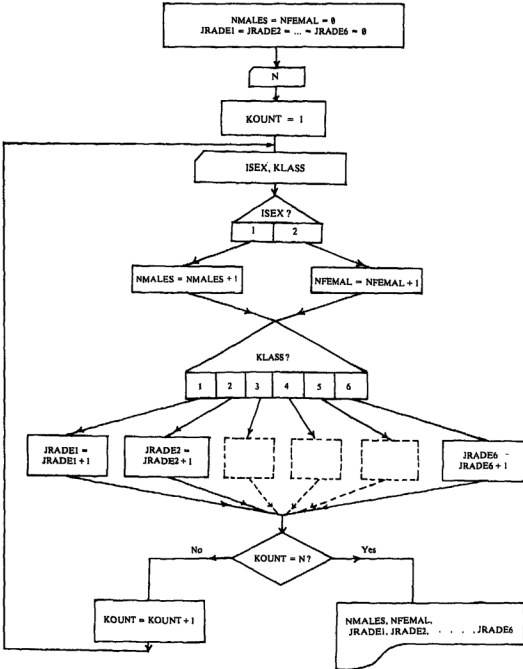 NMALES = NFEMAL = 0
JRADE1 = JRADE2 = ... = JRADE6 = 0
N
KOUNT = 1
ISEX, KLASS
ISEX?
1 2
NMALES = NMALES + 1
NFEMAL = NFEMAL + 1
KLASS?
1 2 3 4 5 6
JRADE1 =
JRADE1 + 1
JRADE2 =
JRADE2 + 1
JRADE6 -
JRADE6 + 1
No
KOUNT = N?
Yes
KOUNT = KOUNT + 1
NMALES, NFEMAL,
JRADE1, JRADE2, . . . . , JRADE6